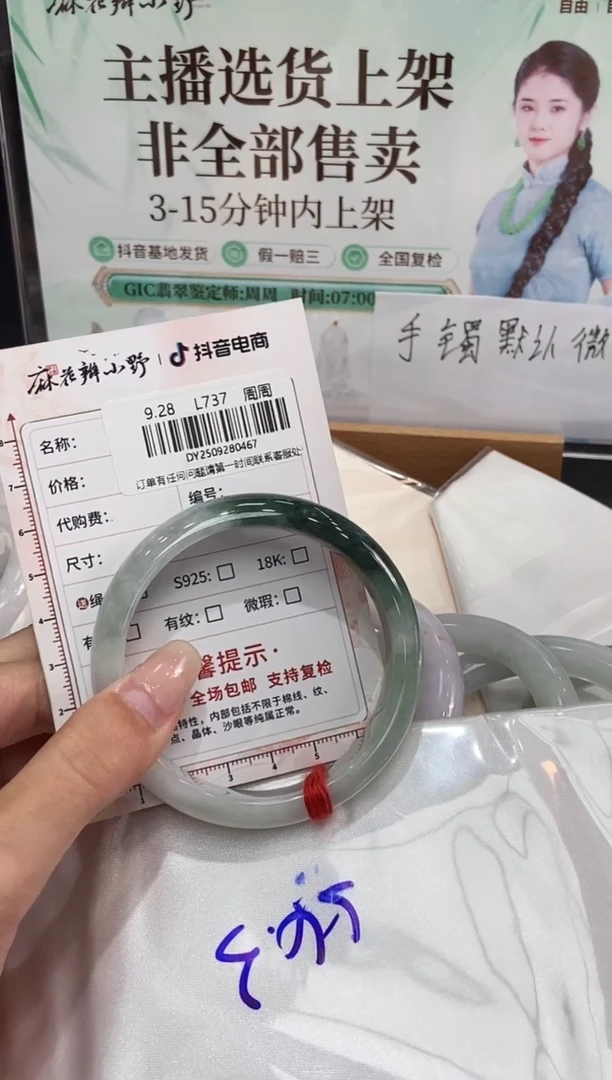 麻花辫小野
自由
主播选货上架
非全部售卖
3-15分钟内上架
抖音基地发货 假一赔三 全国复检
GIC翡翠鉴定师:周周 时间:07:00
手镯默认微
麻花辫小野 | 抖音电商
9.28 L737 周周
DY2509280467
订单有任何问题请第一时间联系客服处
名称:
价格:
编号:
代购费:
尺寸:
送 S925: 18K:
有纹: 微瑕:
馨提示·
全场包邮 支持复检
特性，内部包括不限于棉线、纹、
点、晶体、沙眼等纯属正常。